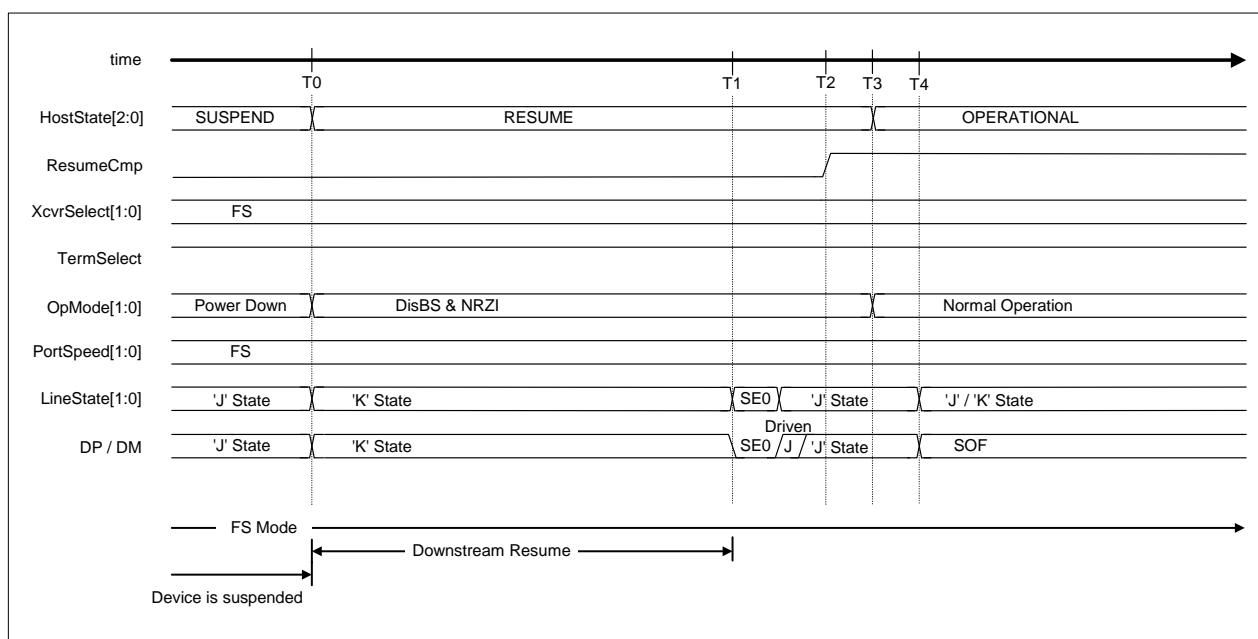 time
T0 T1 T2 T3 T4
HostState[2:0] SUSPEND RESUME OPERATIONAL
ResumeCmp
XcvrSelect[1:0] FS
TermSelect
OpMode[1:0] Power Down DisBS & NRZI Normal Operation
PortSpeed[1:0] FS
LineState[1:0] 'J' State 'K' State SE0 'J' State 'J' / 'K' State
Driven
DP / DM 'J' State 'K' State SE0 J 'J' State SOF
FS Mode
Downstream Resume
Device is suspended